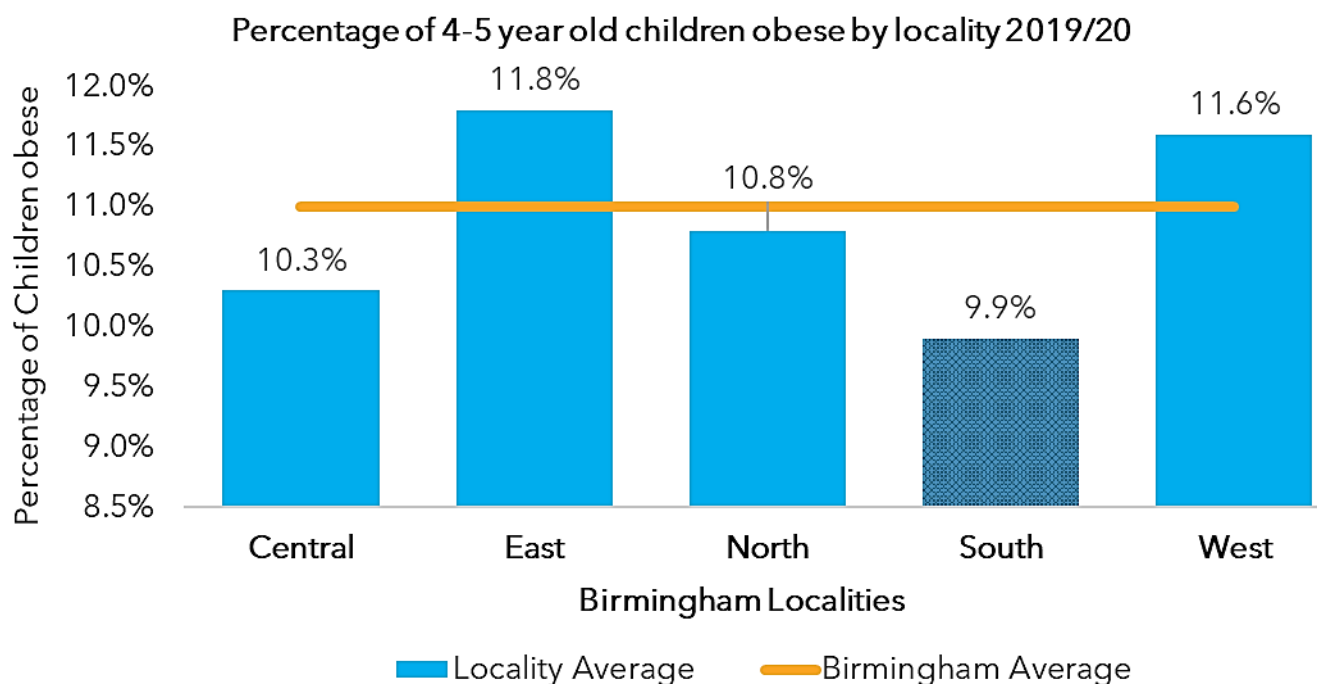 Percentage of 4-5 year old children obese by locality 2019/20
Percentage of Children obese
12.0%
11.5%
11.0%
10.5%
10.0%
9.5%
9.0%
8.5%
10.3%
11.8%
10.8%
9.9%
11.6%
Central
East
North
South
West
Birmingham Localities
Locality Average
Birmingham Average